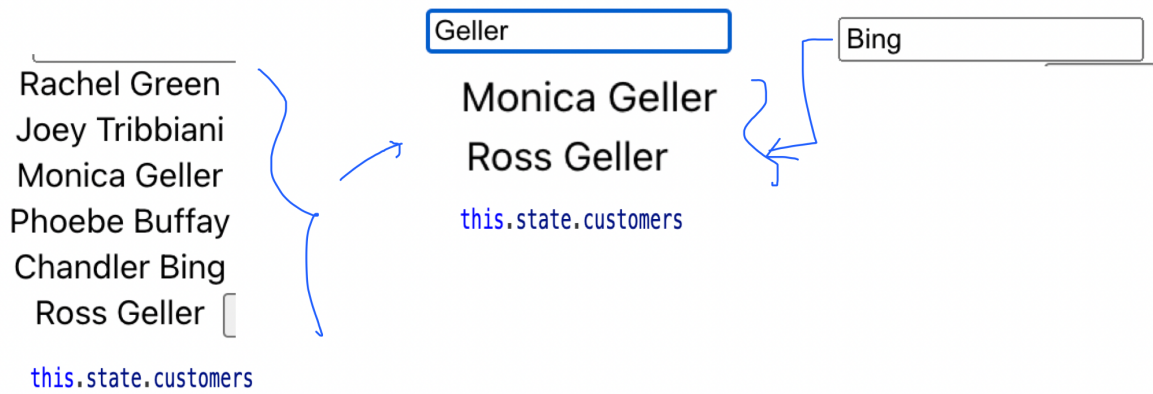 Rachel Green
Joey Tribbiani
Monica Geller
Phoebe Buffay
Chandler Bing
Ross Geller
this.state.customers
Geller
Monica Geller
Ross Geller
this.state.customers
Bing